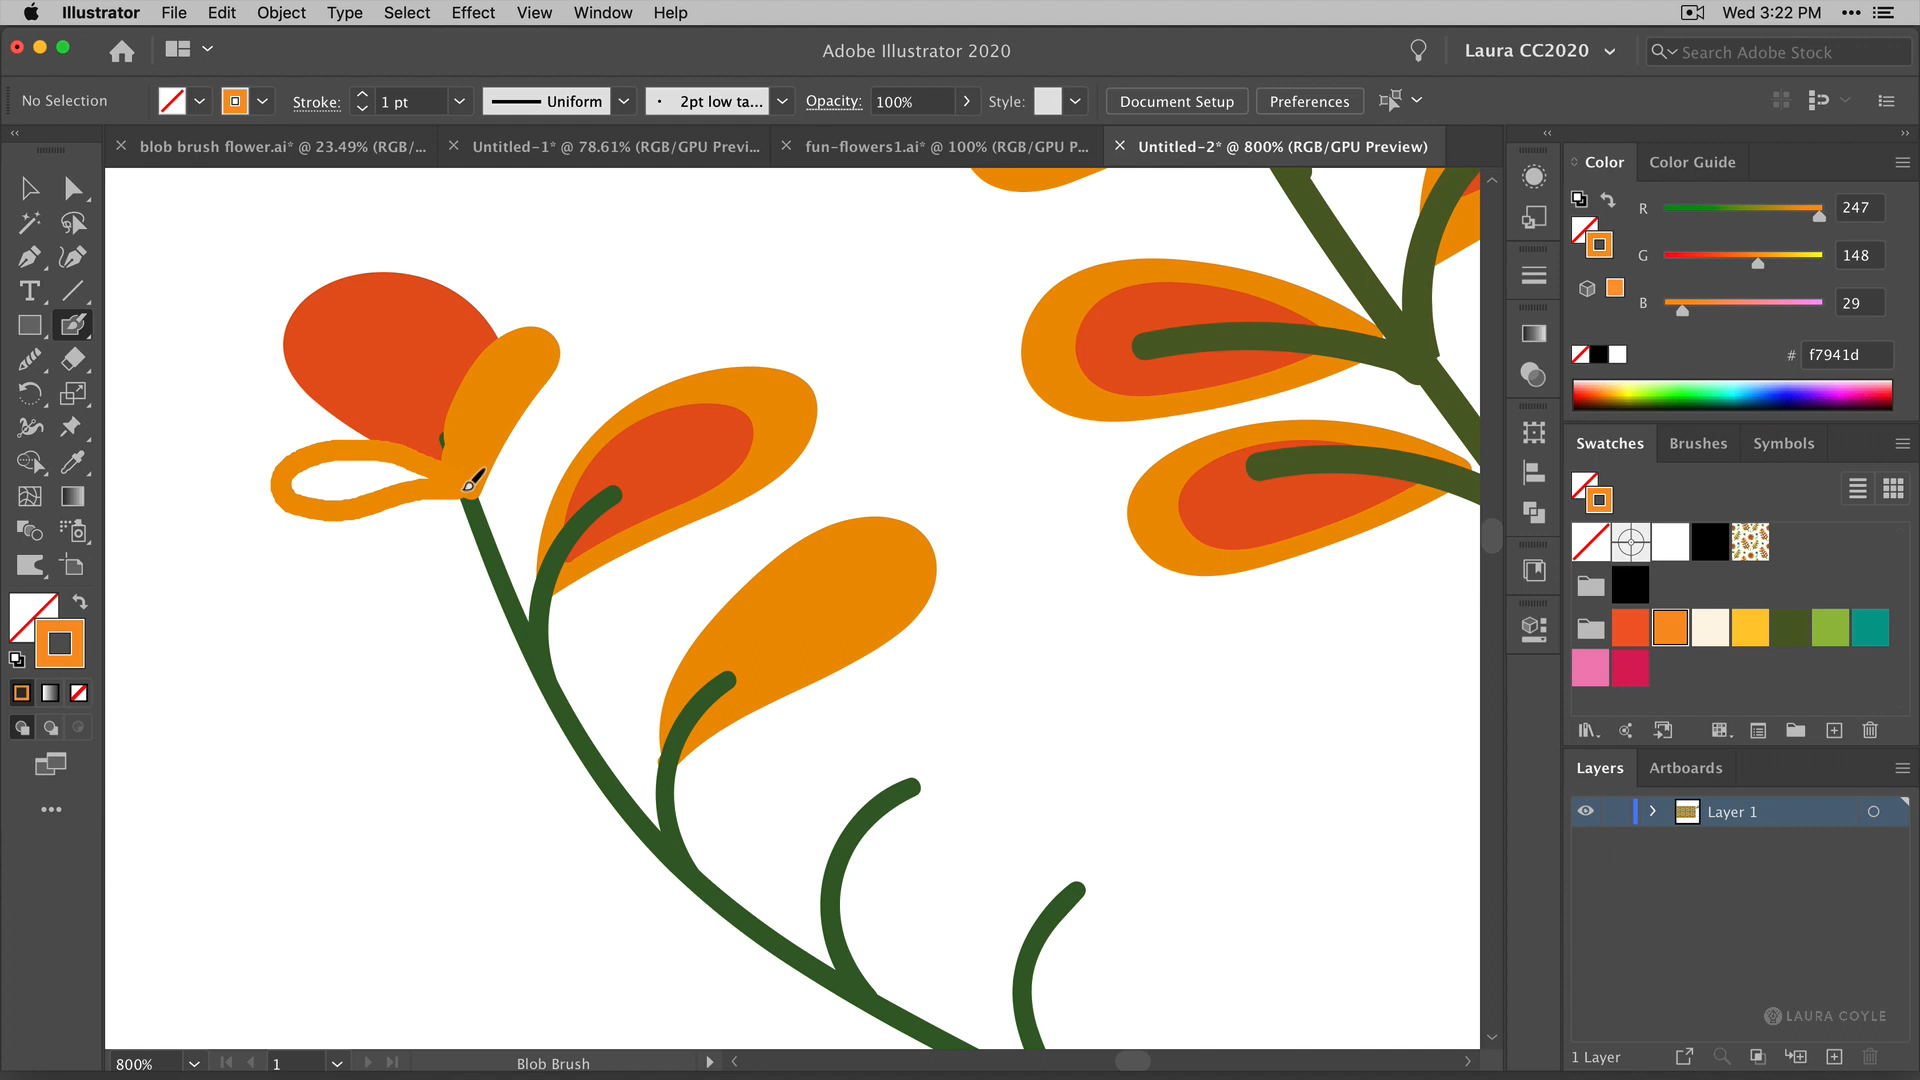 Illustrator File Edit Object Type Select Effect View Window Help Wed 3:22 PM
Adobe Illustrator 2020 Laura CC2020 Search Adobe Stock
No Selection Stroke: 1 pt Uniform 2pt low ta... Opacity: 100% Style: Document Setup Preferences
blob brush flower.ai* @ 23.49% (RGB/... Untitled-1* @ 78.61% (RGB/GPU Previ... fun-flowers1.ai* @ 100% (RGB/GPU P... Untitled-2* @ 800% (RGB/GPU Preview)
Color Color Guide
R 247
G 148
B 29
# f7941d
Swatches Brushes Symbols
Layers Artboards
Layer 1
LAURA COYLE
1 Layer
800% 1 Blob Brush